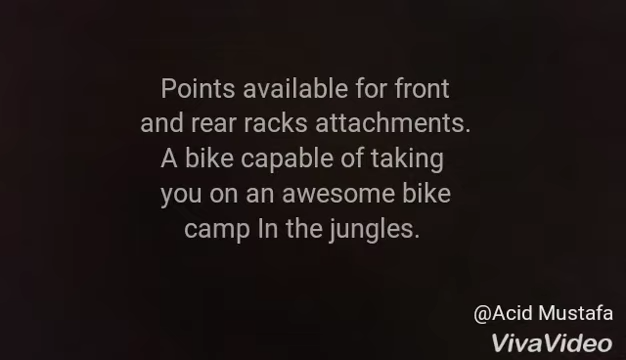 Points available for front
and rear racks attachments.
A bike capable of taking
you on an awesome bike
camp In the jungles.
@Acid Mustafa
VivaVideo